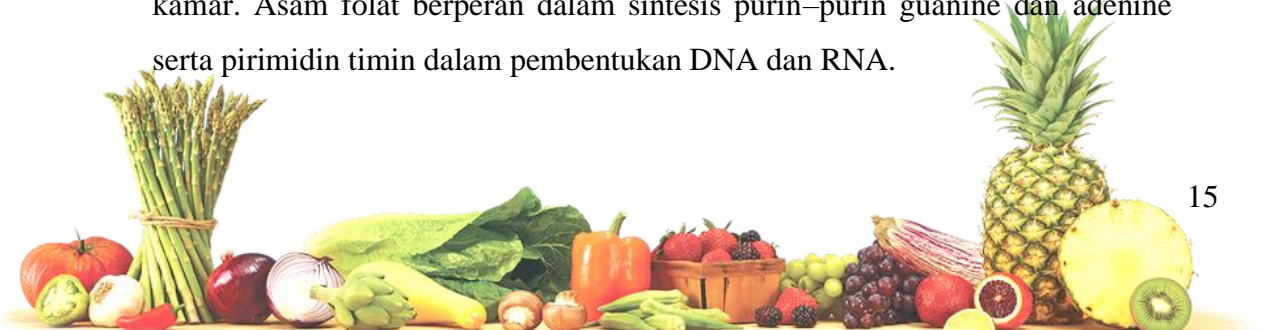 kamar. Asam folat berperan dalam sintesis purin–purin guanine dan adenine
serta pirimidin timin dalam pembentukan DNA dan RNA.
15